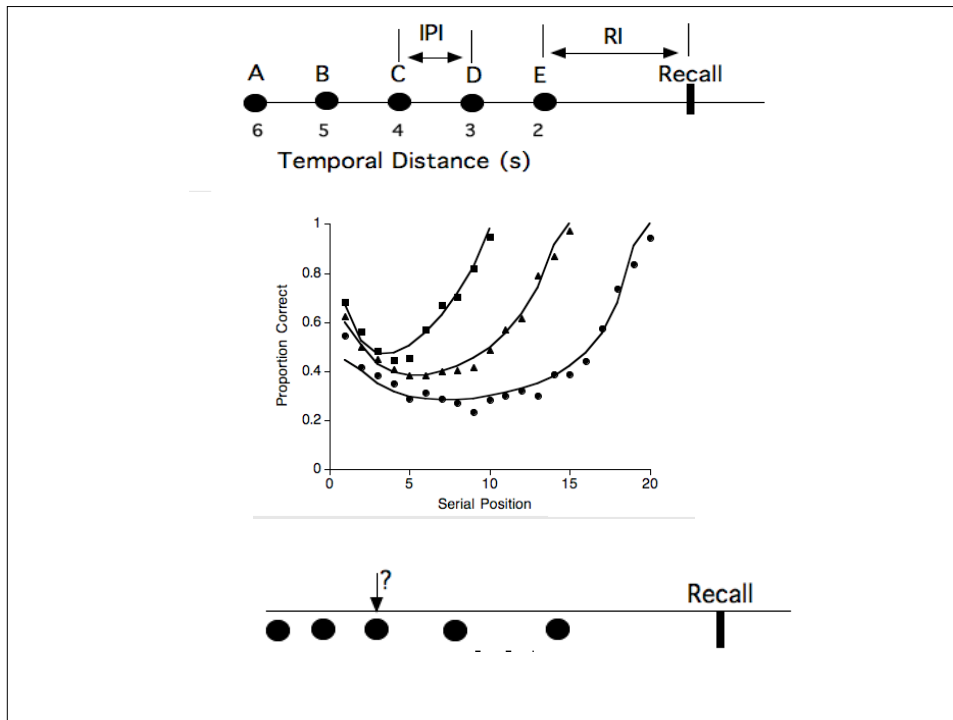 IPI RI
A B C D E Recall
6 5 4 3 2
Temporal Distance (s)
1
0.8
0.6
0.4
0.2
0
Proportion Correct
0 5 10 15 20
Serial Position
?
Recall